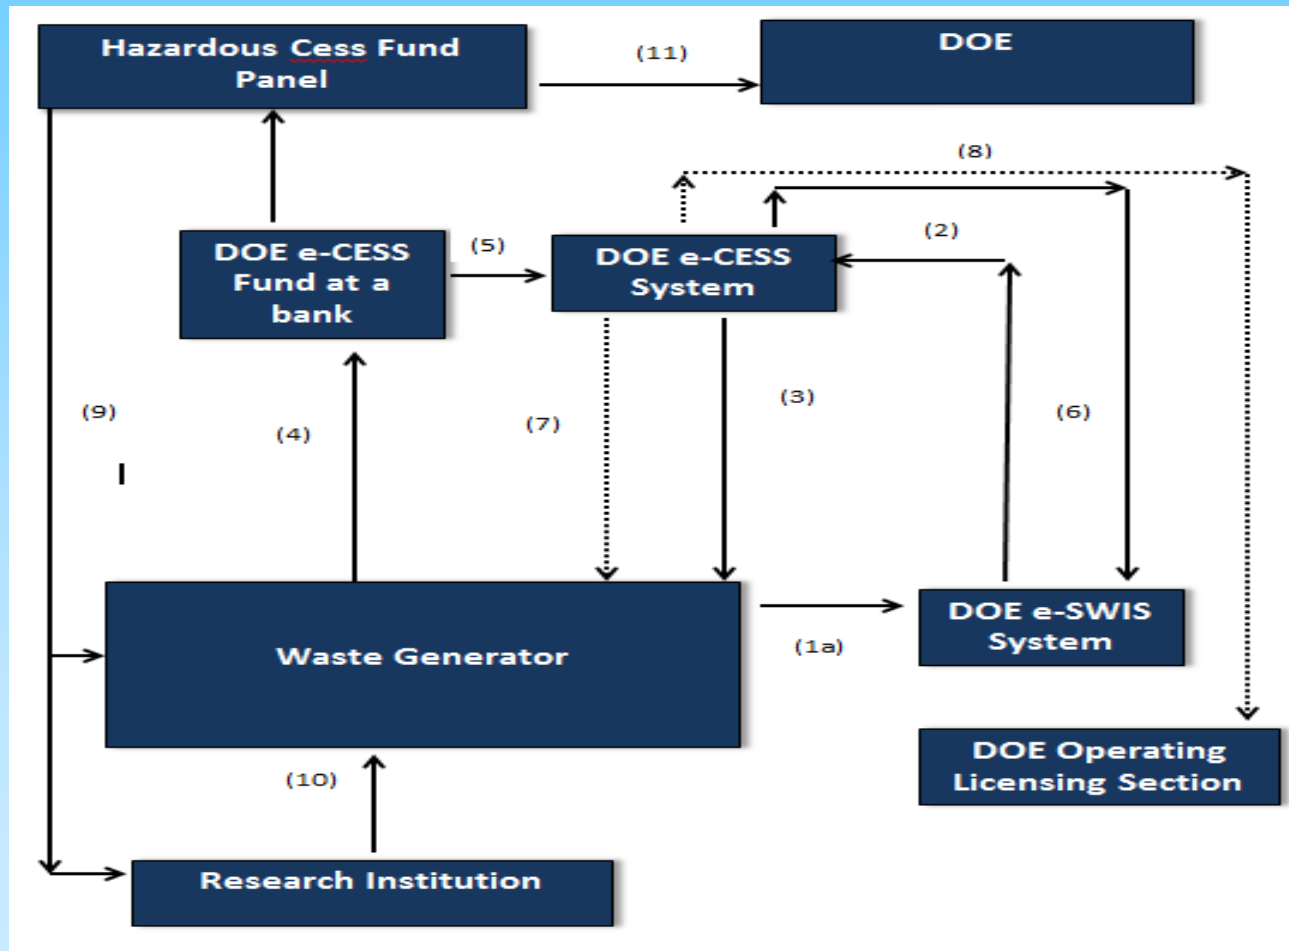 Hazardous Cess Fund
Panel
(11)
DOE
(8)
DOE e-CESS
Fund at a
bank
(5)
DOE e-CESS
System
(2)
(9)
(4)
(7)
(3)
(6)
Waste Generator
(1a)
DOE e-SWIS
System
(10)
DOE Operating
Licensing Section
Research Institution